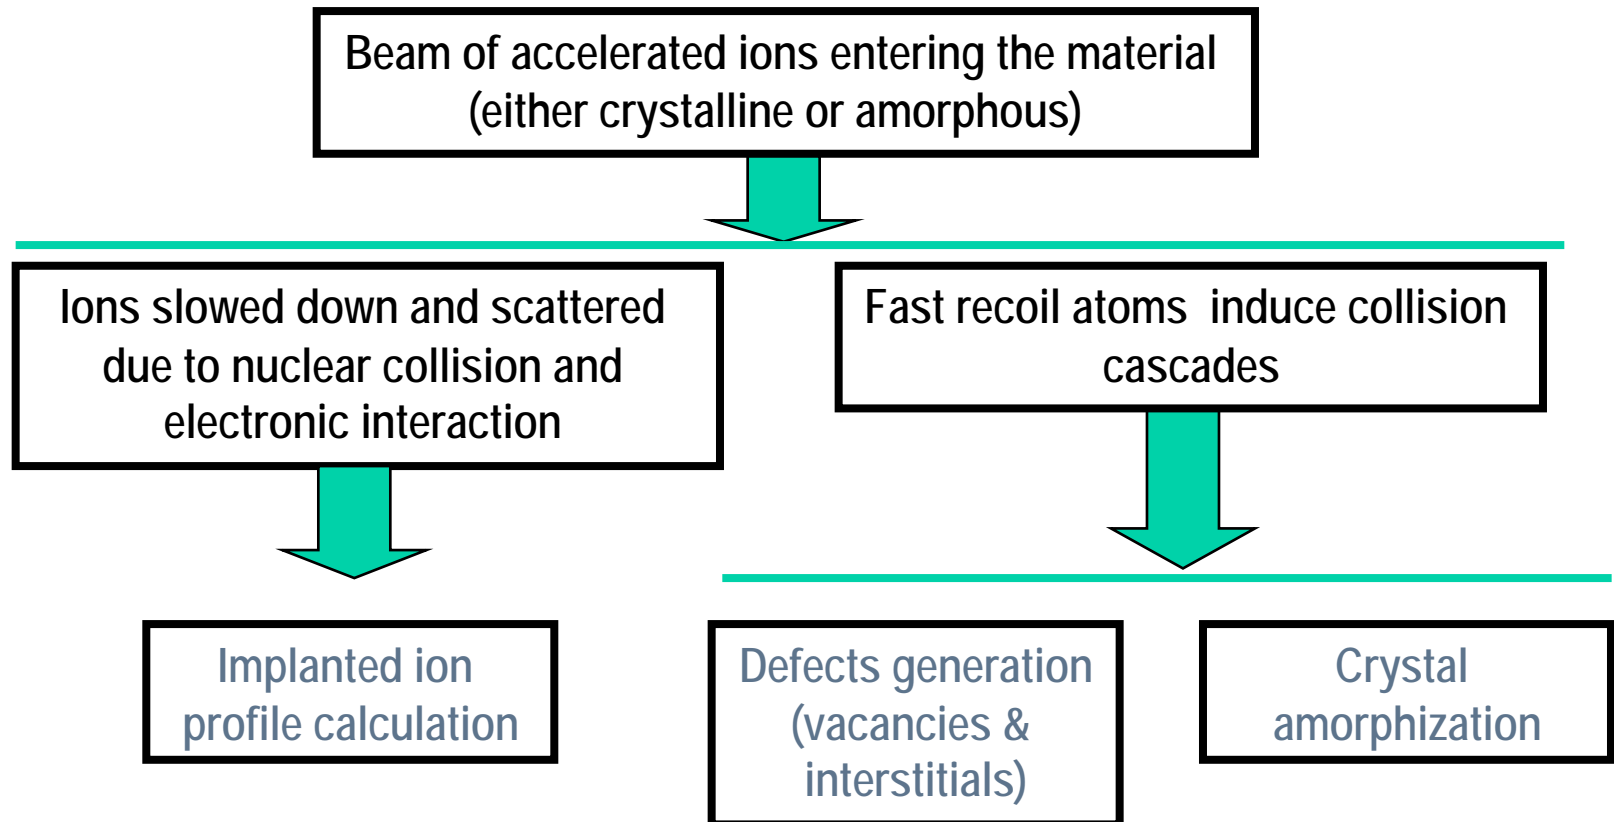 Beam of accelerated ions entering the material
(either crystalline or amorphous)
Ions slowed down and scattered
due to nuclear collision and
electronic interaction
Fast recoil atoms induce collision
cascades
Implanted ion
profile calculation
Defects generation
(vacancies &
interstitials)
Crystal
amorphization